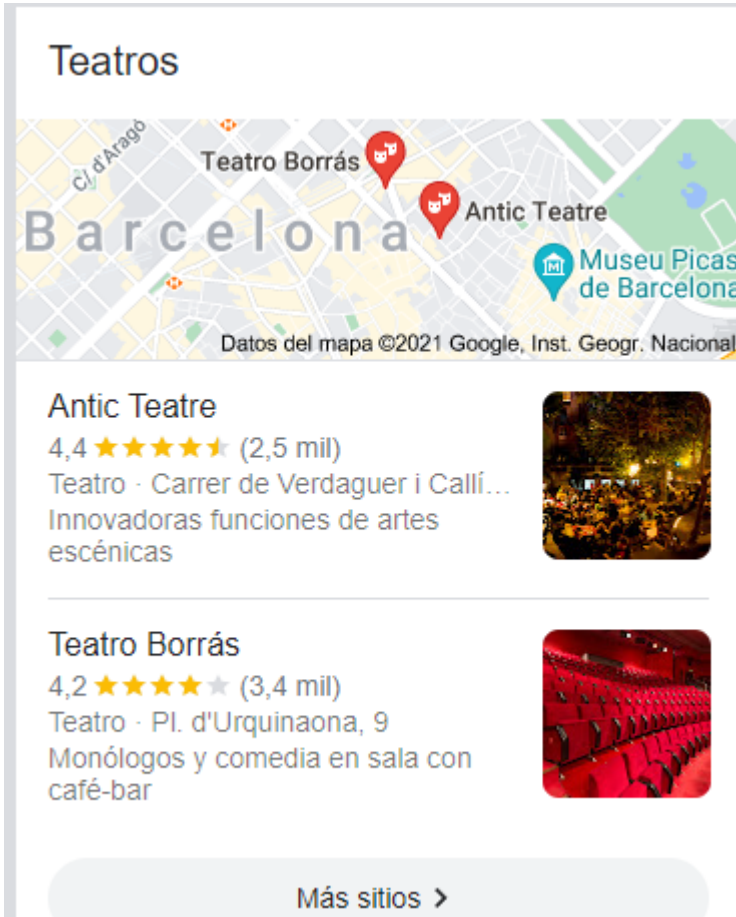 Teatros
C/ d'Aragó
Teatro Borrás
Antic Teatre
Barcelona
Museu Picas
de Barcelona
Datos del mapa ©2021 Google, Inst. Geogr. Nacional
Antic Teatre
4,4 ★★★★★ (2,5 mil)
Teatro · Carrer de Verdaguer i Callí…
Innovadoras funciones de artes
escénicas
Teatro Borrás
4,2 ★★★★★ (3,4 mil)
Teatro · Pl. d'Urquinaona, 9
Monólogos y comedia en sala con
café-bar
Más sitios >